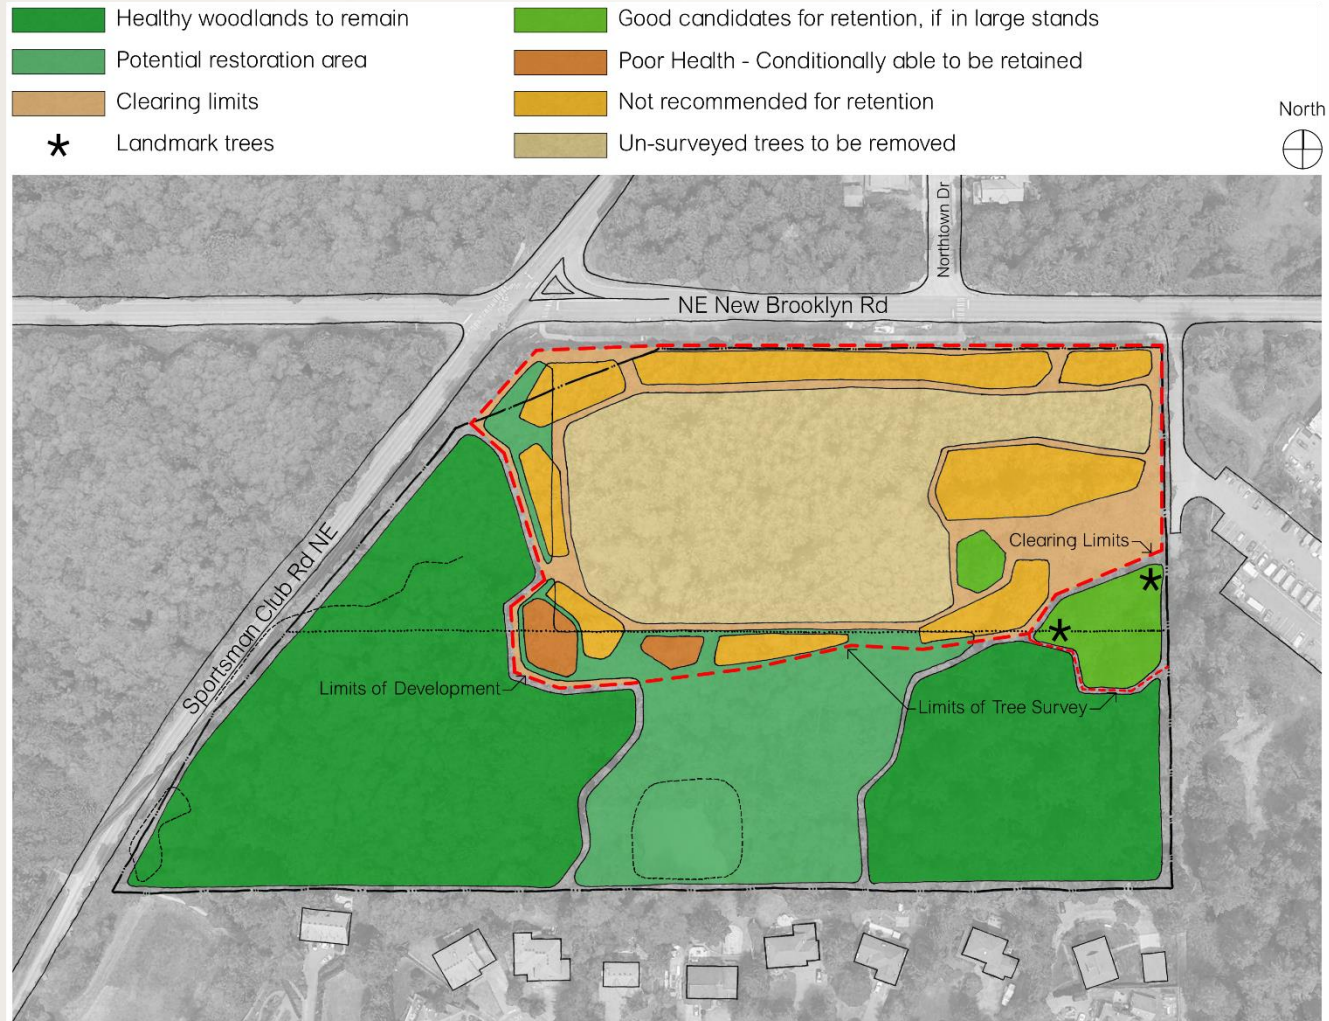 Healthy woodlands to remain
Potential restoration area
Clearing limits
Landmark trees
Good candidates for retention, if in large stands
Poor Health - Conditionally able to be retained
Not recommended for retention
Un-surveyed trees to be removed
North
Northtown Dr
NE New Brooklyn Rd
Sportsman Club Rd NE
Clearing Limits
Limits of Development
Limits of Tree Survey